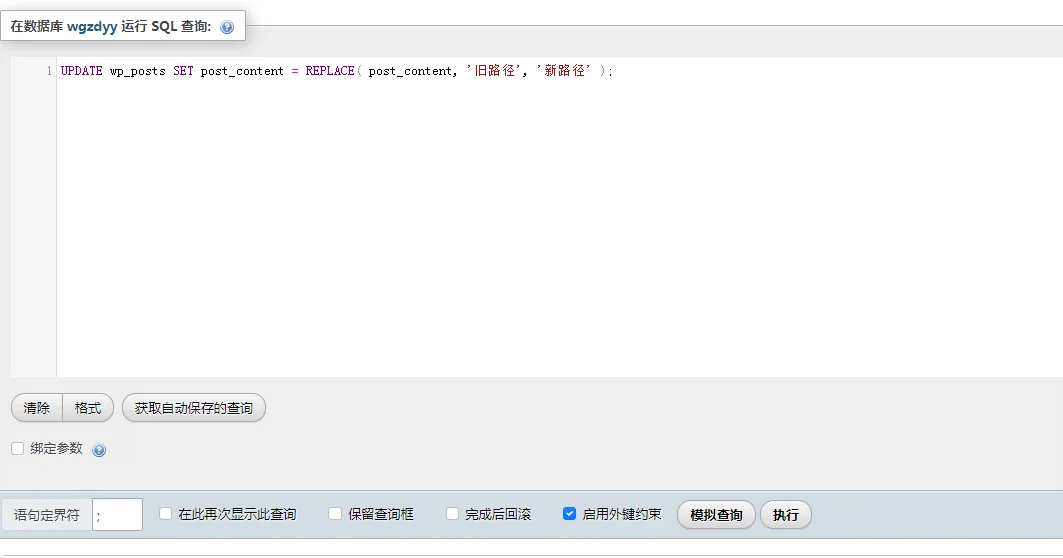 在数据库 wgzdyy 运行 SQL 查询:
1 UPDATE wp_posts SET post_content = REPLACE( post_content, '旧路径', '新路径' );
清除 格式 获取自动保存的查询
绑定参数
语句定界符 ; 在此再次显示此查询 保留查询框 完成后回滚 启用外键约束 模拟查询 执行